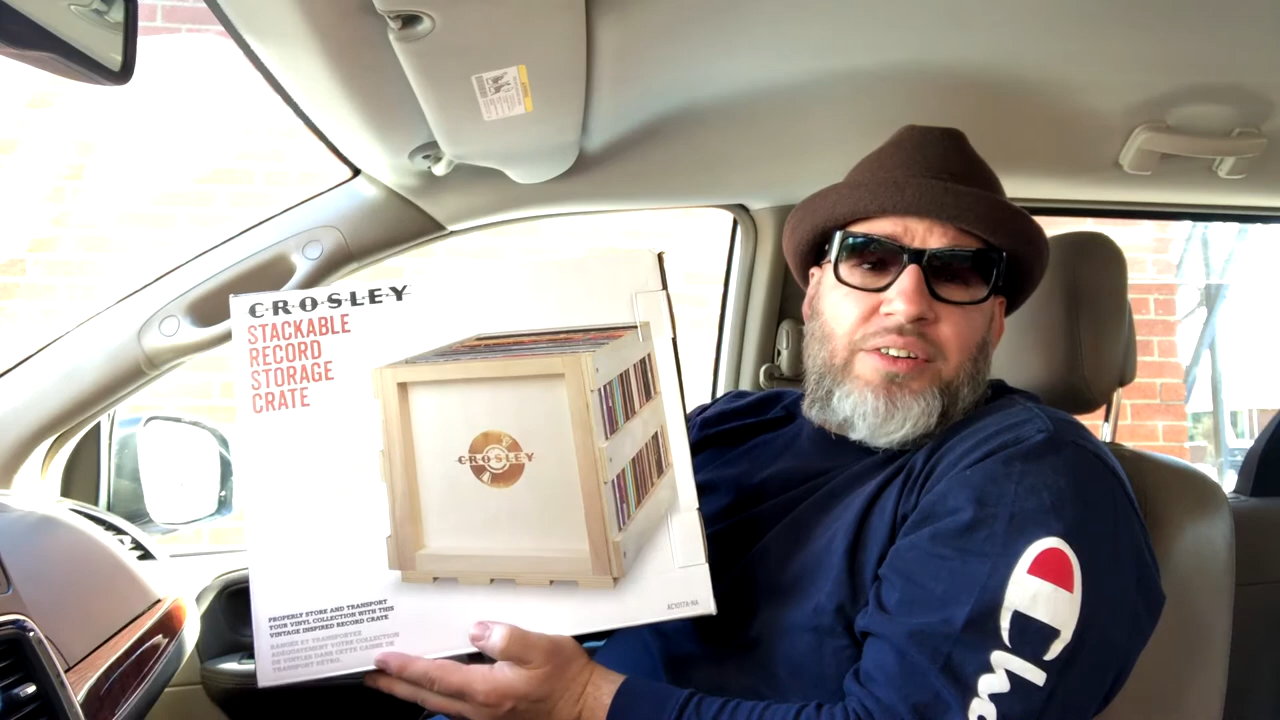 CROSLEY
STACKABLE
RECORD
STORAGE
CRATE
CROSLEY
PROPERLY STORE AND TRANSPORT
YOUR VINYL COLLECTION WITH THIS
VINTAGE INSPIRED RECORD CRATE
RANGEZ ET TRANSPORTEZ
ADÉQUATEMENT VOTRE COLLECTION
DE VINYLES DANS CETTE CAISSE DE
TRANSPORT RÉTRO.
AC1017A-NA
Cha